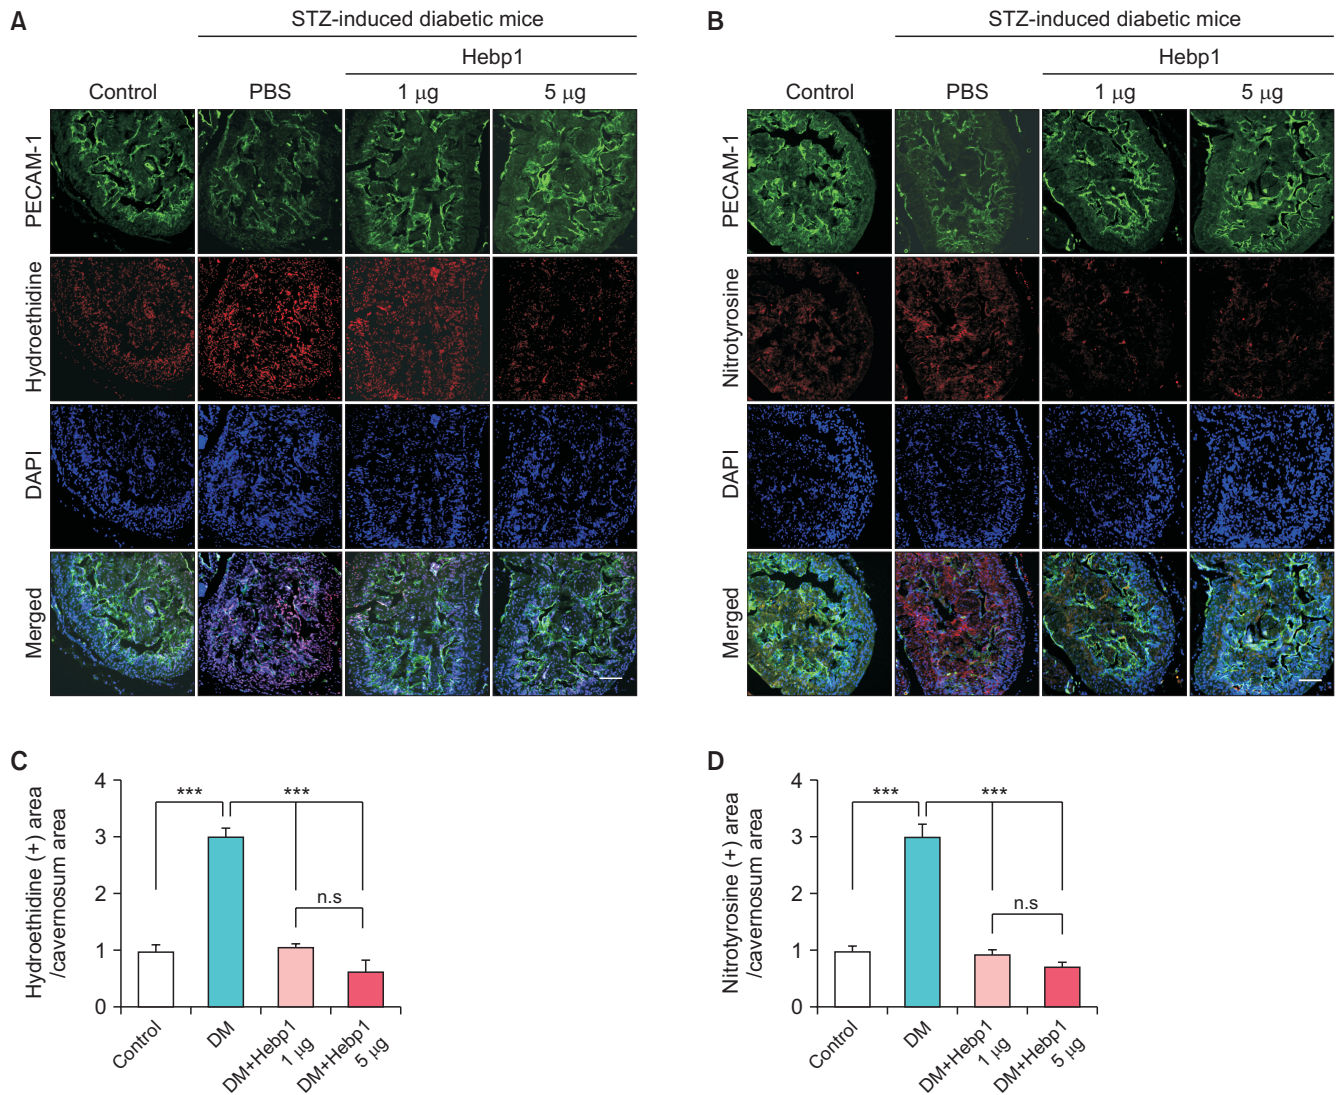 A
STZ-induced diabetic mice
Hebp1
Control PBS 1 μg 5 μg
PECAM-1
Hydroethidine
DAPI
Merged
B
STZ-induced diabetic mice
Hebp1
Control PBS 1 μg 5 μg
PECAM-1
Nitrotyrosine
DAPI
Merged
C
Hydroethidine (+) area
/cavernosum area
4
3
2
1
0
*** ***
n.s
Control
DM
DM+Hebp1
1 μg
DM+Hebp1
5 μg
D
Nitrotyrosine (+) area
/cavernosum area
4
3
2
1
0
*** ***
n.s
Control
DM
DM+Hebp1
1 μg
DM+Hebp1
5 μg